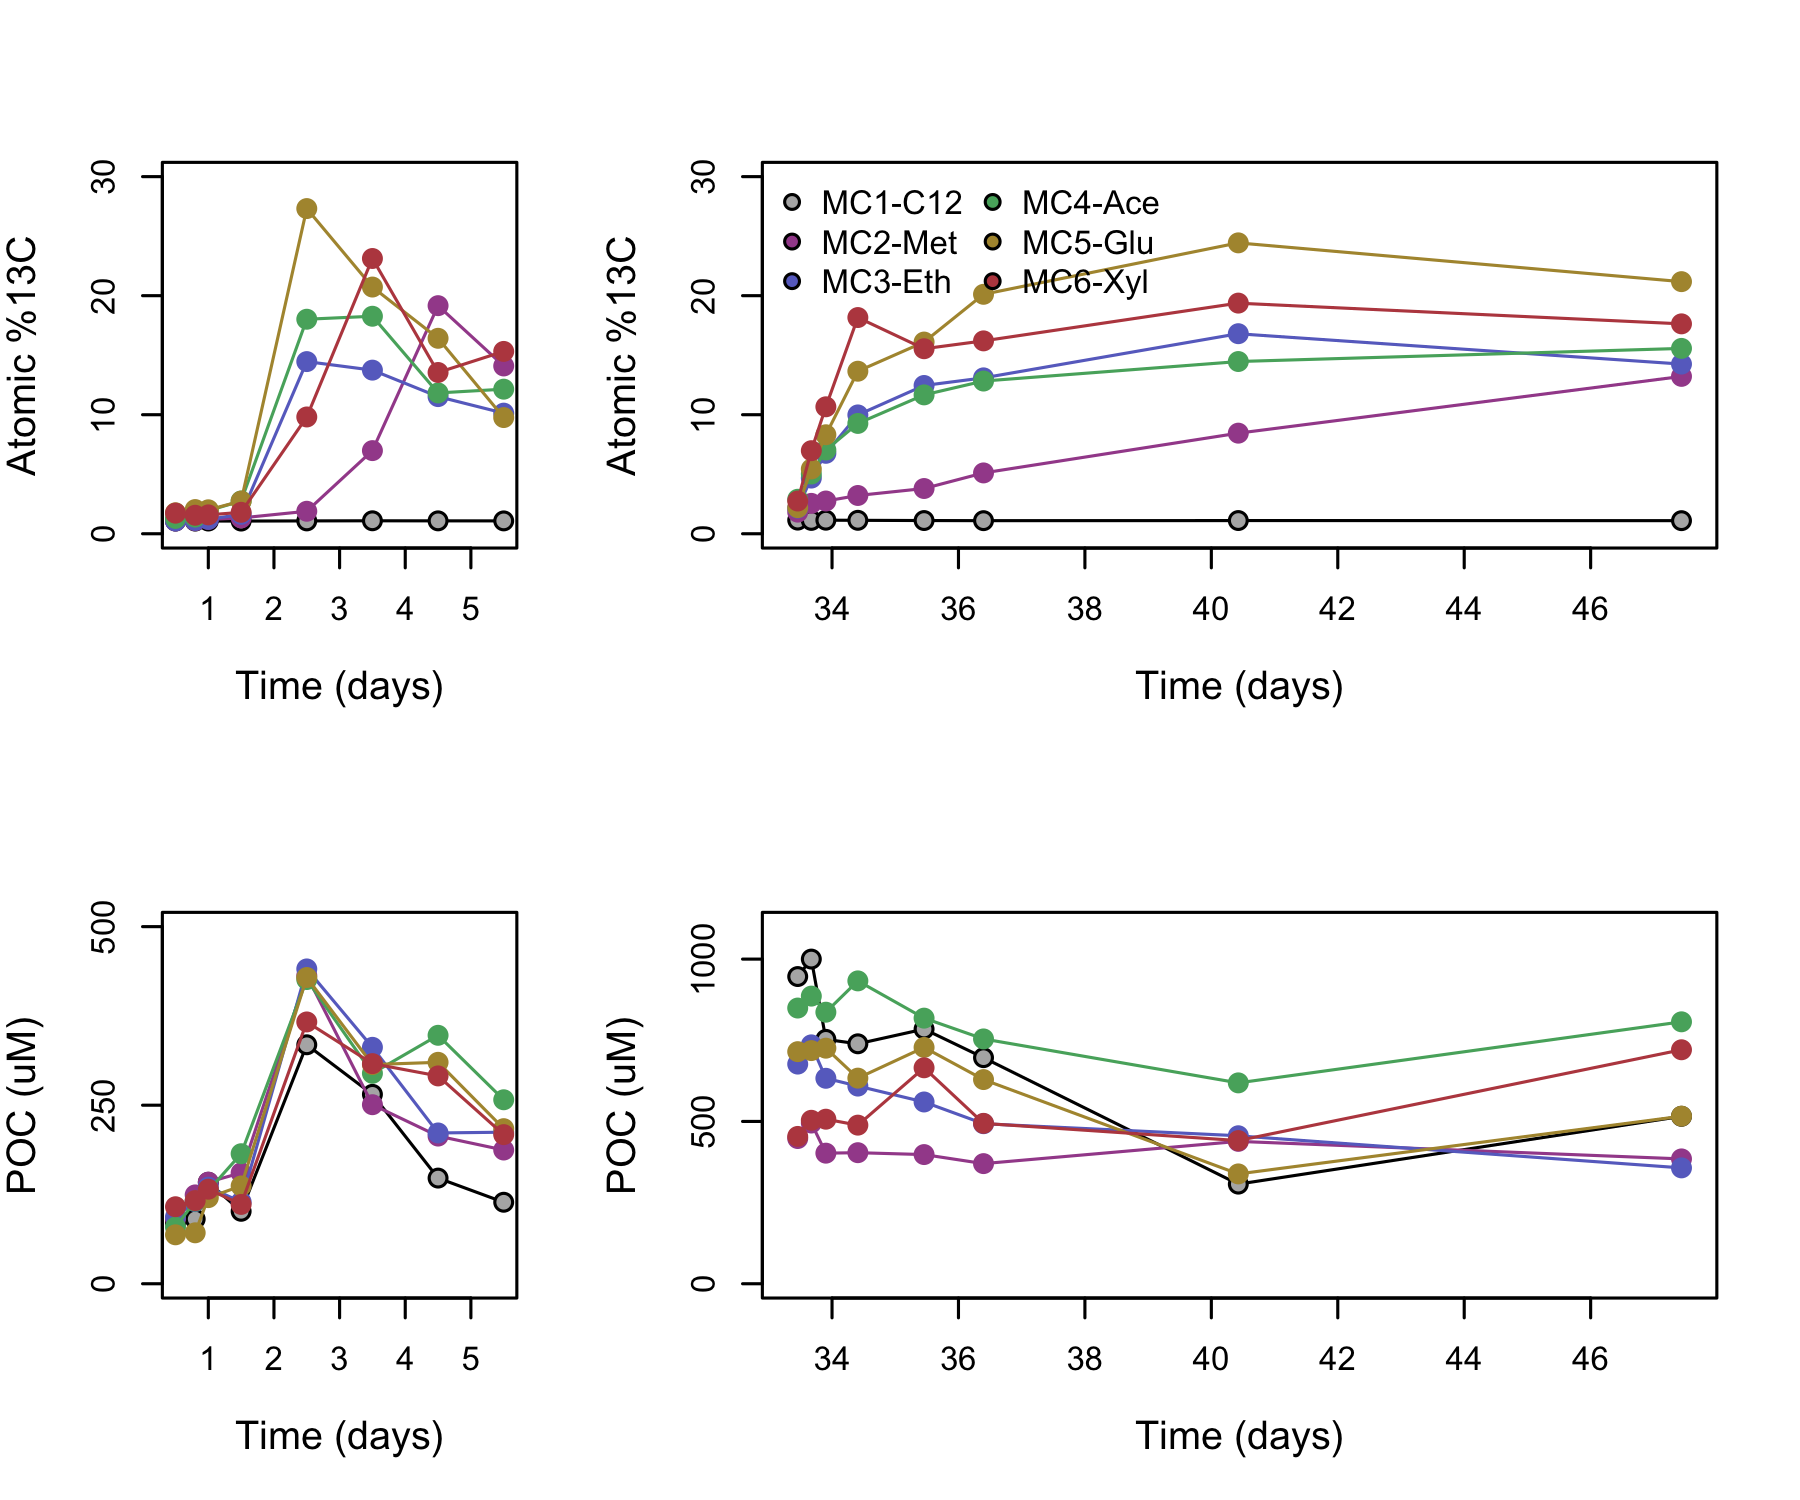 Atomic %13C
30
20
10
0
1 2 3 4 5
Time (days)
Atomic %13C
30
20
10
0
MC1-C12 MC4-Ace
MC2-Met MC5-Glu
MC3-Eth MC6-Xyl
34 36 38 40 42 44 46
Time (days)
POC (uM)
500
250
0
1 2 3 4 5
Time (days)
POC (uM)
1000
500
0
34 36 38 40 42 44 46
Time (days)